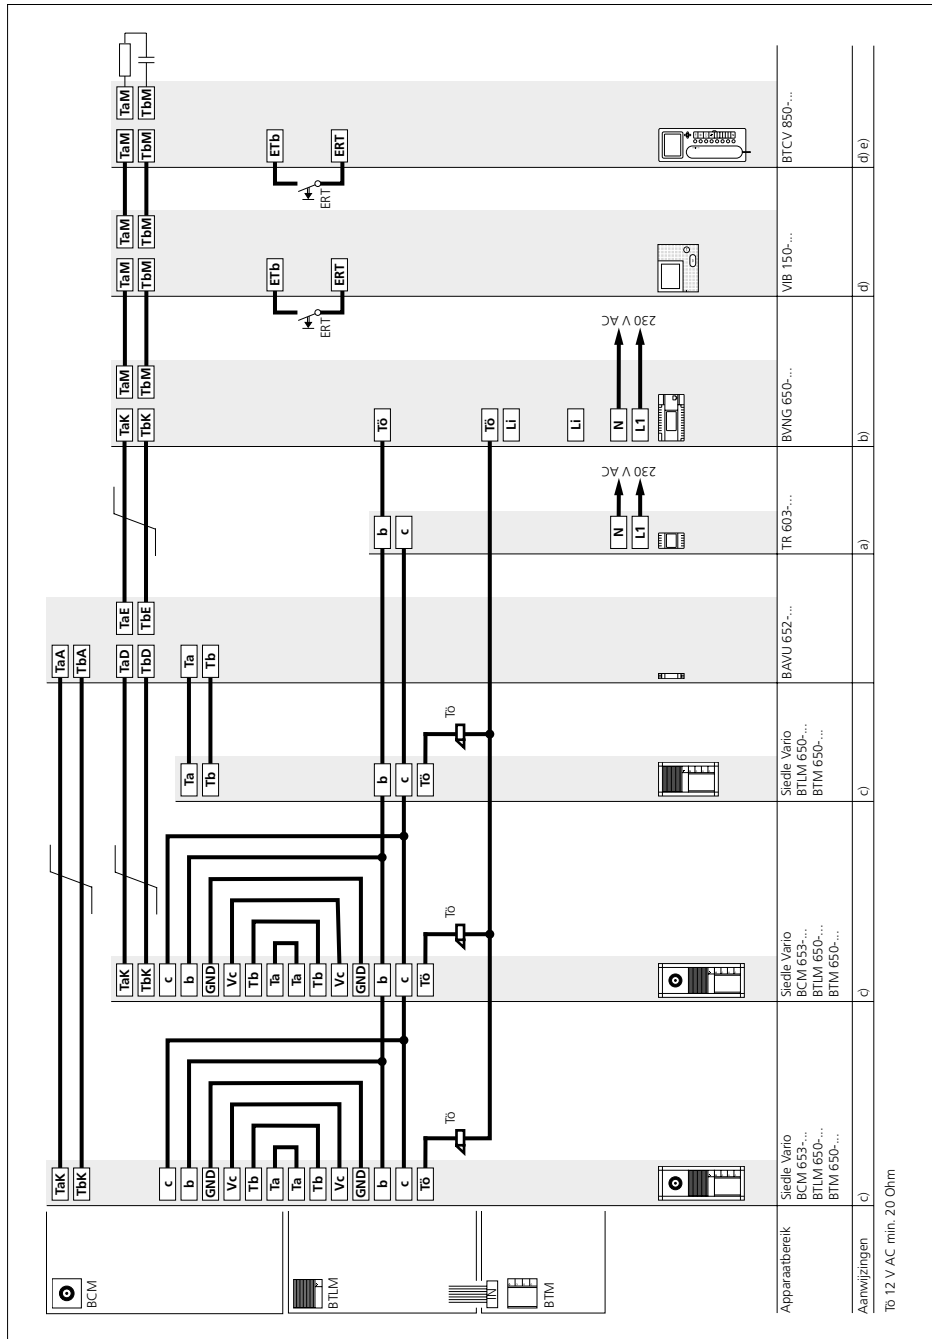 TaK TaA
TbK TbA
BCM
TaK TaD TaE TaK TaM TaM TaM TaM TaM
TbK TbD TbE TbK TbM TbM TbM TbM TbM
c c
b b Ta Ta
GND GND Tb Tb
Vc Vc
Tb Tb
Ta Ta ETb ETb
Ta Ta
Tb Tb
ERT ERT
BTLM
Vc Vc ERT ERT
GND GND
b b b b Tö
c c c c
Tö Tö Tö
Tö Tö Tö
IN Tö
Li
BTM
Li
N N
230 V AC 230 V AC
L1 L1
Apparaatbereik
Siedle Vario
BCM 653-...
BTLM 650-...
BTM 650-...
Siedle Vario
BCM 653-...
BTLM 650-...
BTM 650-...
Siedle Vario
BTLM 650-...
BTM 650-...
BAVU 652-...
TR 603-...
BVNG 650-...
VIB 150-...
BTCV 850-...
Aanwijzingen c) c) c) a) b) d) d) e)
Tö 12 V AC min. 20 Ohm